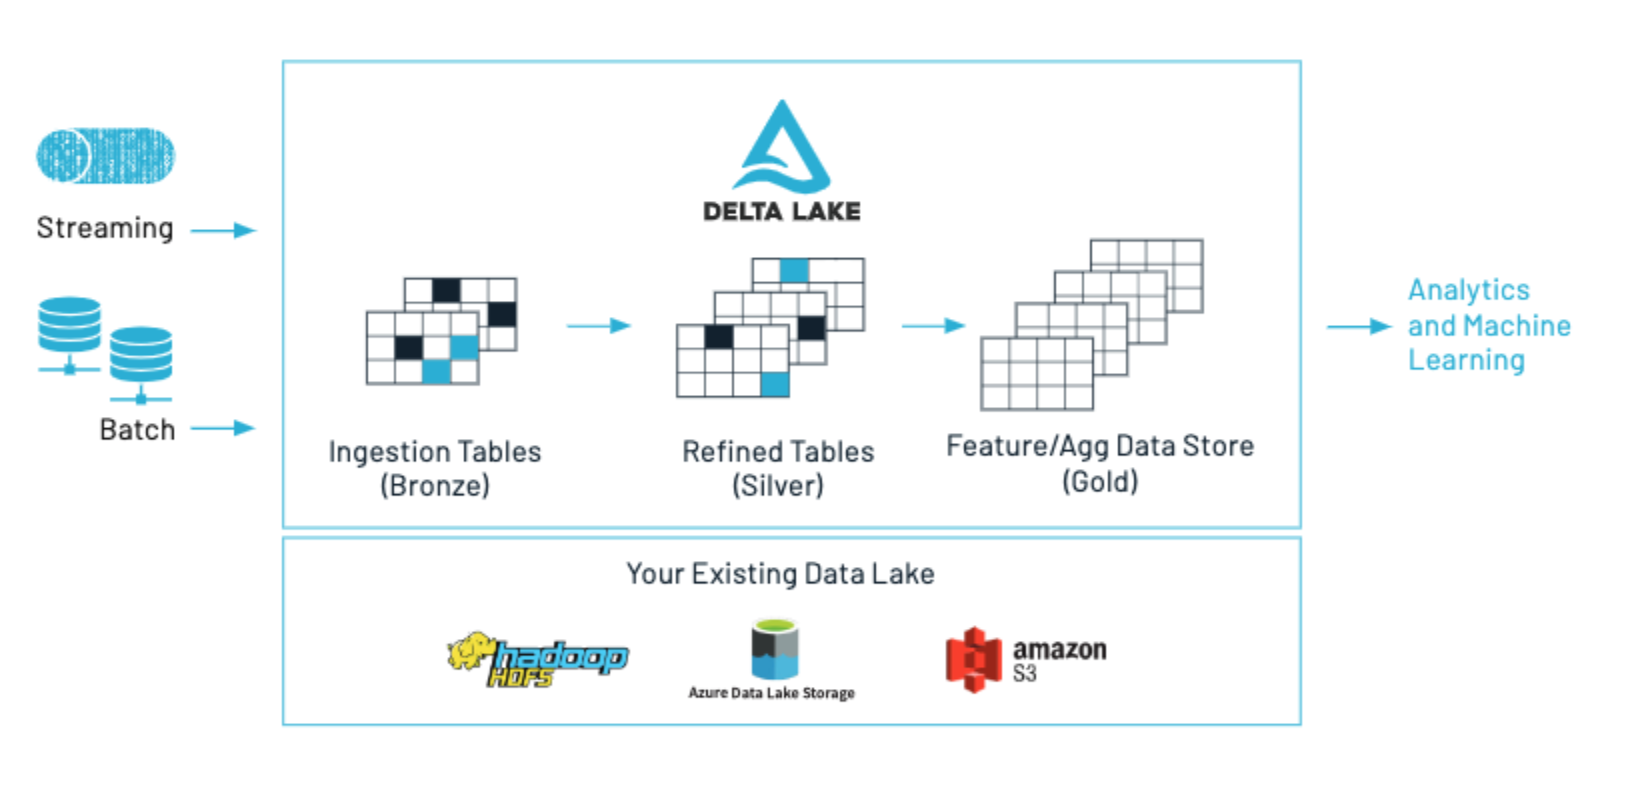 DELTA LAKE
Streaming
Batch
Ingestion Tables
(Bronze)
Refined Tables
(Silver)
Feature/Agg Data Store
(Gold)
Analytics
and Machine
Learning
Your Existing Data Lake
hadoop
HDFS
Azure Data Lake Storage
amazon
S3